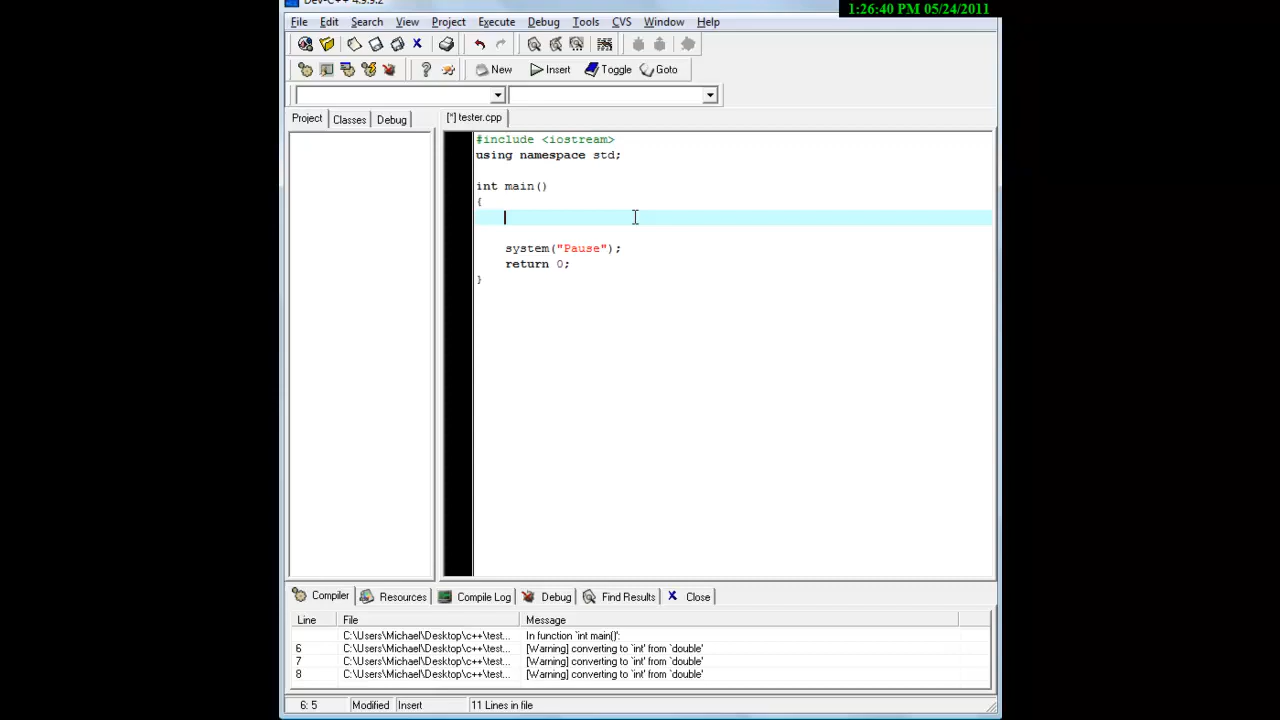 Dev-C++ 4.9.9.2
1:26:40 PM 05/24/2011
File Edit Search View Project Execute Debug Tools CVS Window Help
New Insert Toggle Goto
Project Classes Debug
[*] tester.cpp
#include <iostream>
using namespace std;
int main()
{
system("Pause");
return 0;
}
Compiler Resources Compile Log Debug Find Results Close
Line File Message
C:\Users\Michael\Desktop\c++\test... In function `int main()':
6 C:\Users\Michael\Desktop\c++\test... [Warning] converting to `int' from `double'
7 C:\Users\Michael\Desktop\c++\test... [Warning] converting to `int' from `double'
8 C:\Users\Michael\Desktop\c++\test... [Warning] converting to `int' from `double'
6: 5 Modified Insert 11 Lines in file